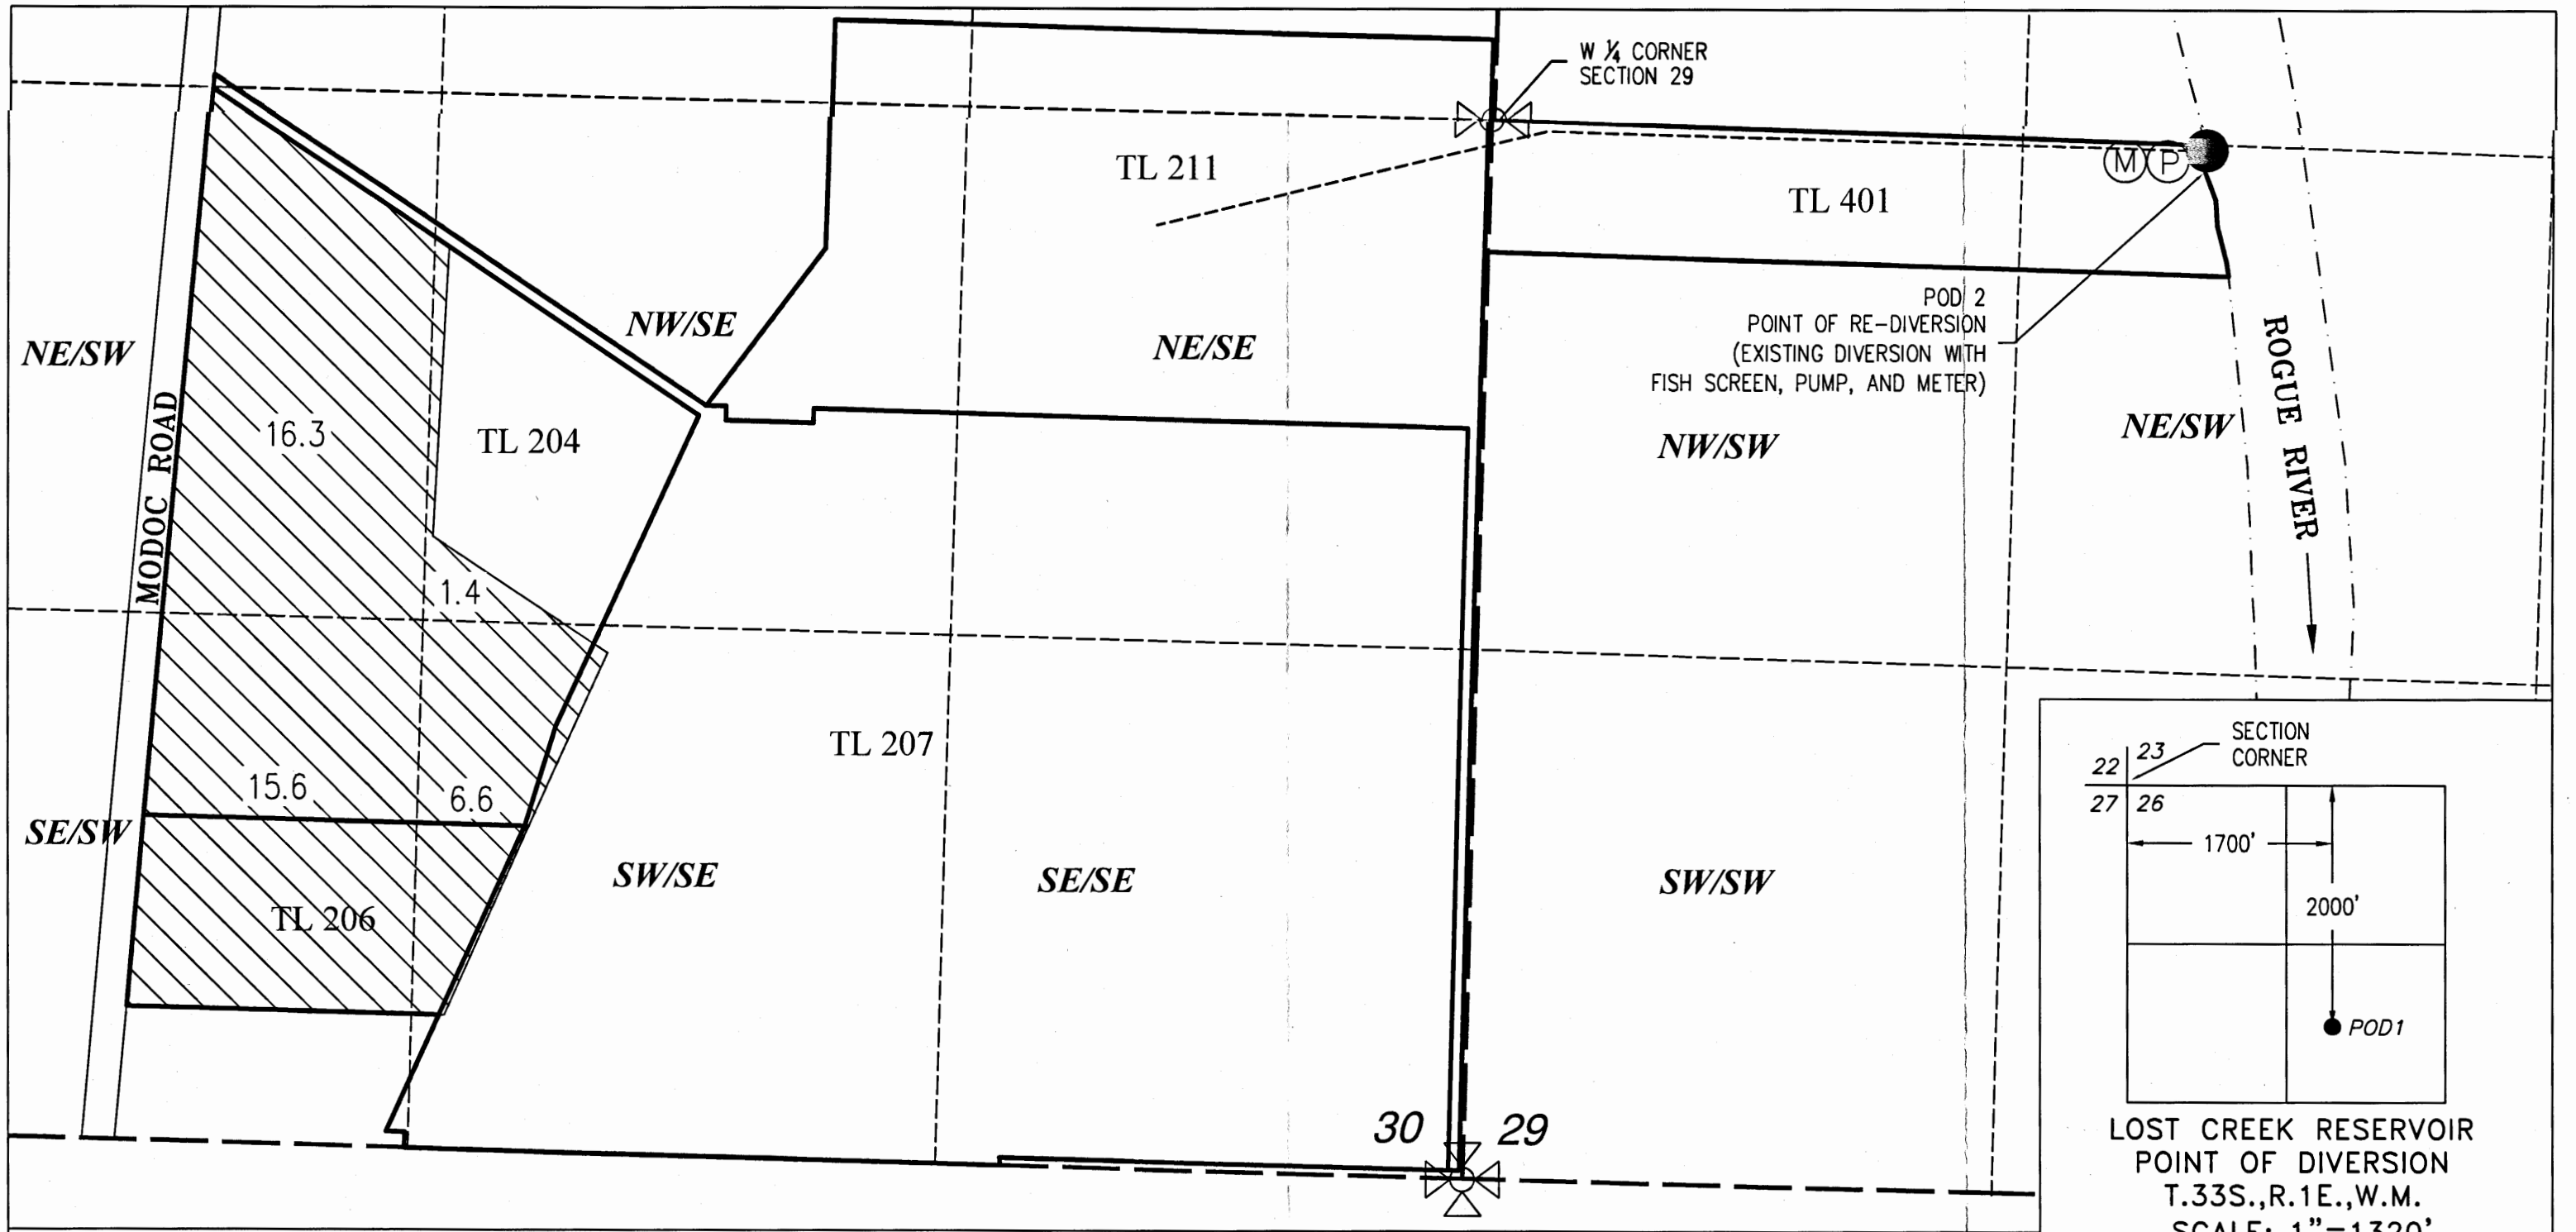 W ¼ CORNER
SECTION 29
TL 211
TL 401
M P
POD 2
POINT OF RE-DIVERSION
(EXISTING DIVERSION WITH
FISH SCREEN, PUMP, AND METER)
NE/SW
NW/SE
NE/SE
NW/SW
NE/SW
ROGUE RIVER
MODOC ROAD
16.3
TL 204
1.4
TL 207
15.6
6.6
SE/SW
SW/SE
SE/SE
SW/SW
TL 206
30
29
SECTION
CORNER
22 23
27 26
1700'
2000'
POD1
LOST CREEK RESERVOIR
POINT OF DIVERSION
T.33S.,R.1E.,W.M.
SCALE: 1"=1320'